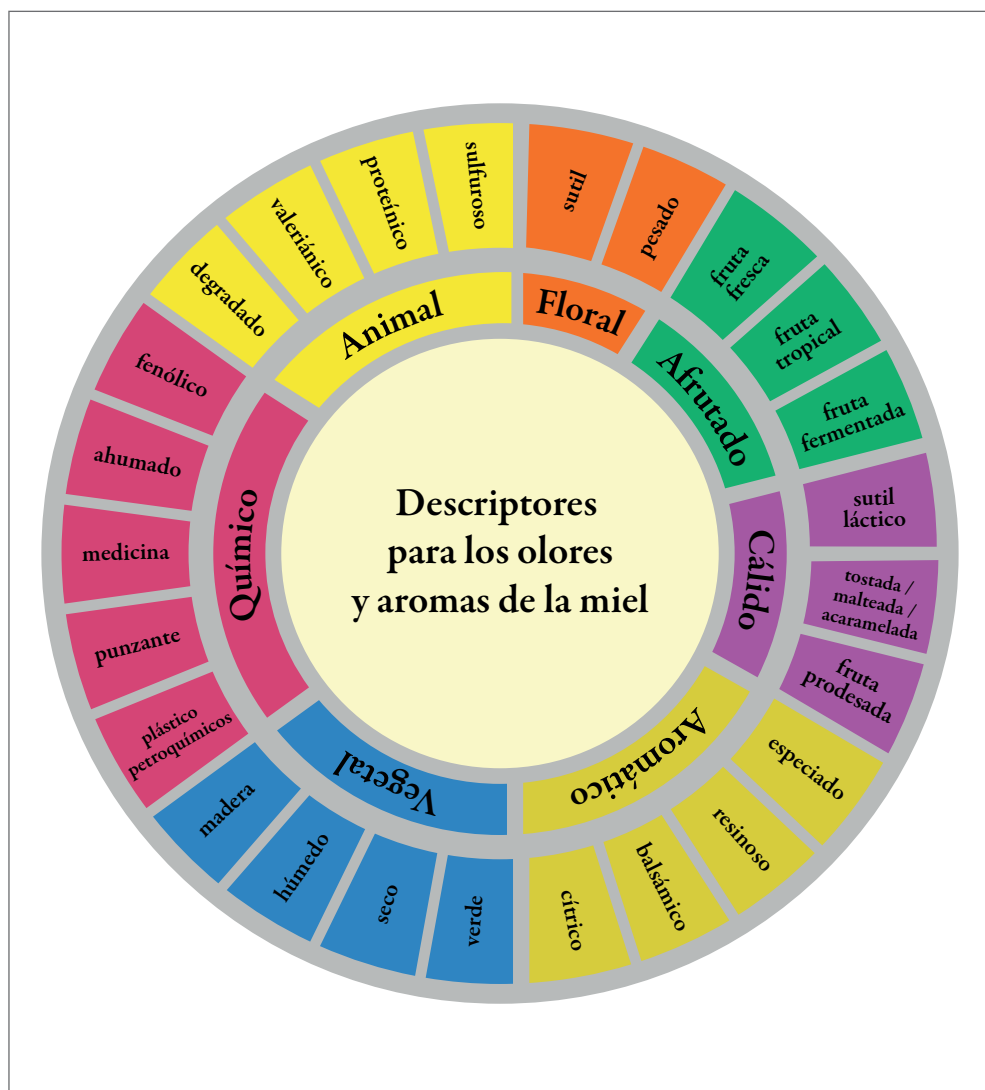 Descriptores
para los olores
y aromas de la miel
Floral
sutil
pesado
Afrutado
fruta
fresca
fruta
tropical
fruta
fermentada
Cálido
sutil
láctico
tostada /
malteada /
acaramelada
fruta
prodesada
Aromático
especiado
resinoso
balsámico
cítrico
Vegetal
verde
seco
húmedo
madera
Químico
plástico
petroquímicos
punzante
medicina
ahumado
fenólico
Animal
degradado
valeriánico
proteínico
sulfuroso